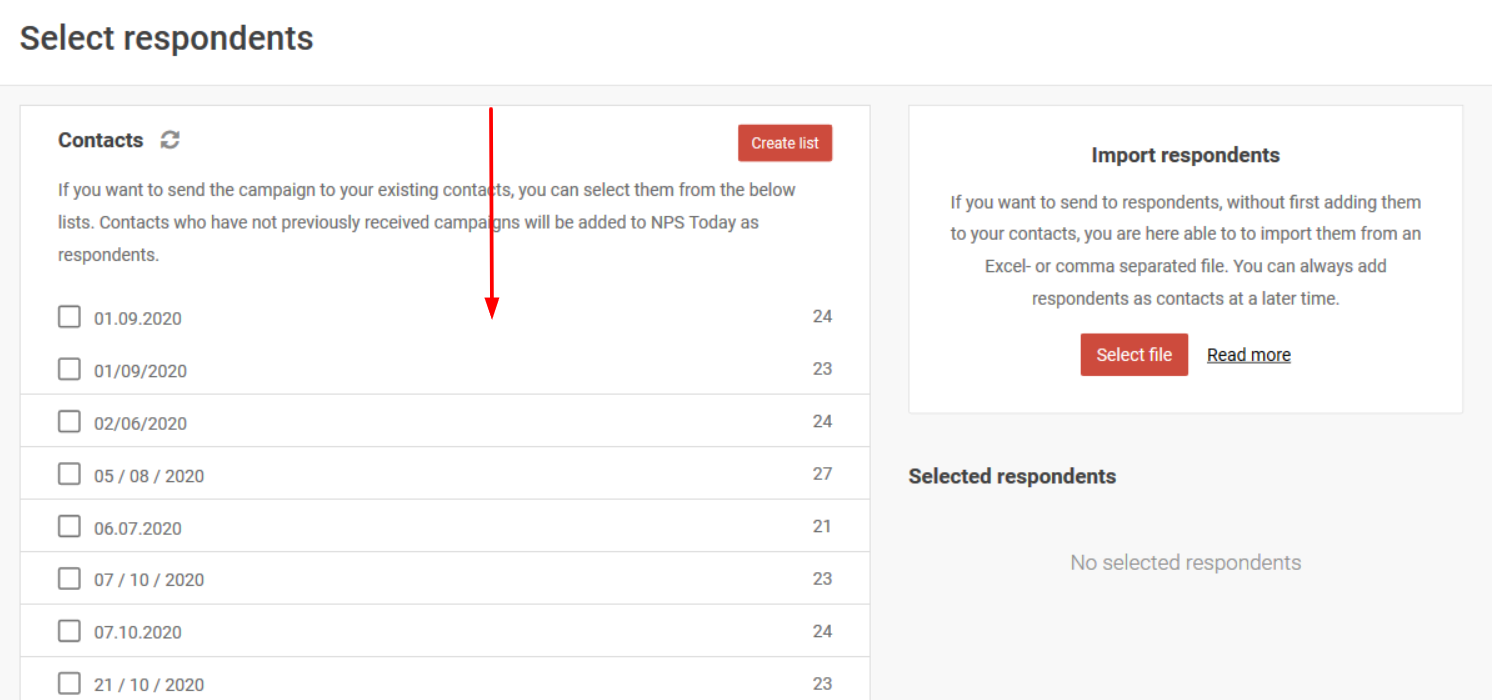 Select respondents
Contacts
Create list
If you want to send the campaign to your existing contacts, you can select them from the below
lists. Contacts who have not previously received campaigns will be added to NPS Today as
respondents.
01.09.2020 24
01/09/2020 23
02/06/2020 24
05 / 08 / 2020 27
06.07.2020 21
07 / 10 / 2020 23
07.10.2020 24
21 / 10 / 2020 23
Import respondents
If you want to send to respondents, without first adding them
to your contacts, you are here able to to import them from an
Excel- or comma separated file. You can always add
respondents as contacts at a later time.
Select file Read more
Selected respondents
No selected respondents